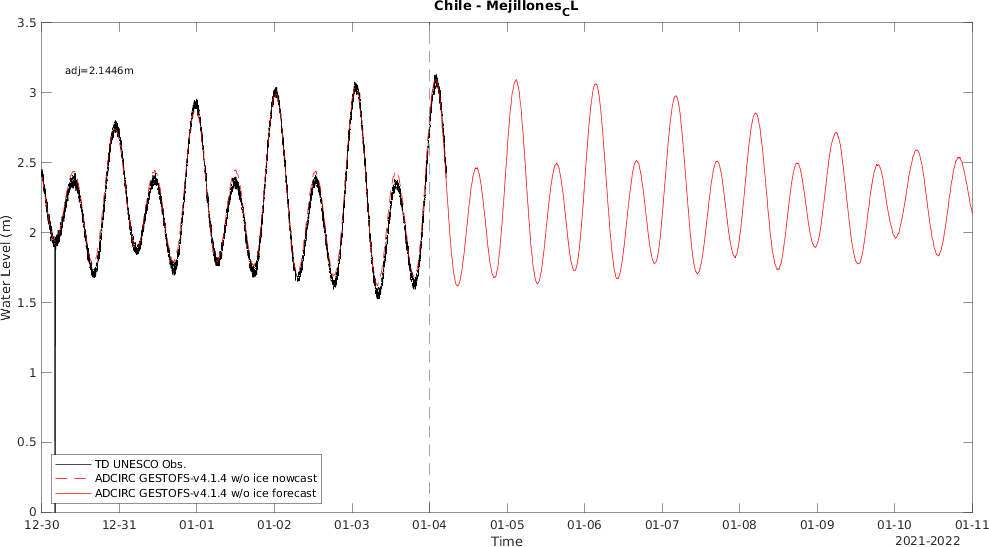 Chile - Mejillones_CL
adj=2.1446m
3.5
3
2.5
2
1.5
1
0.5
0
Water Level (m)
TD UNESCO Obs.
ADCIRC GESTOFS-v4.1.4 w/o ice nowcast
ADCIRC GESTOFS-v4.1.4 w/o ice forecast
12-30 12-31 01-01 01-02 01-03 01-04 01-05 01-06 01-07 01-08 01-09 01-10 01-11
Time
2021-2022